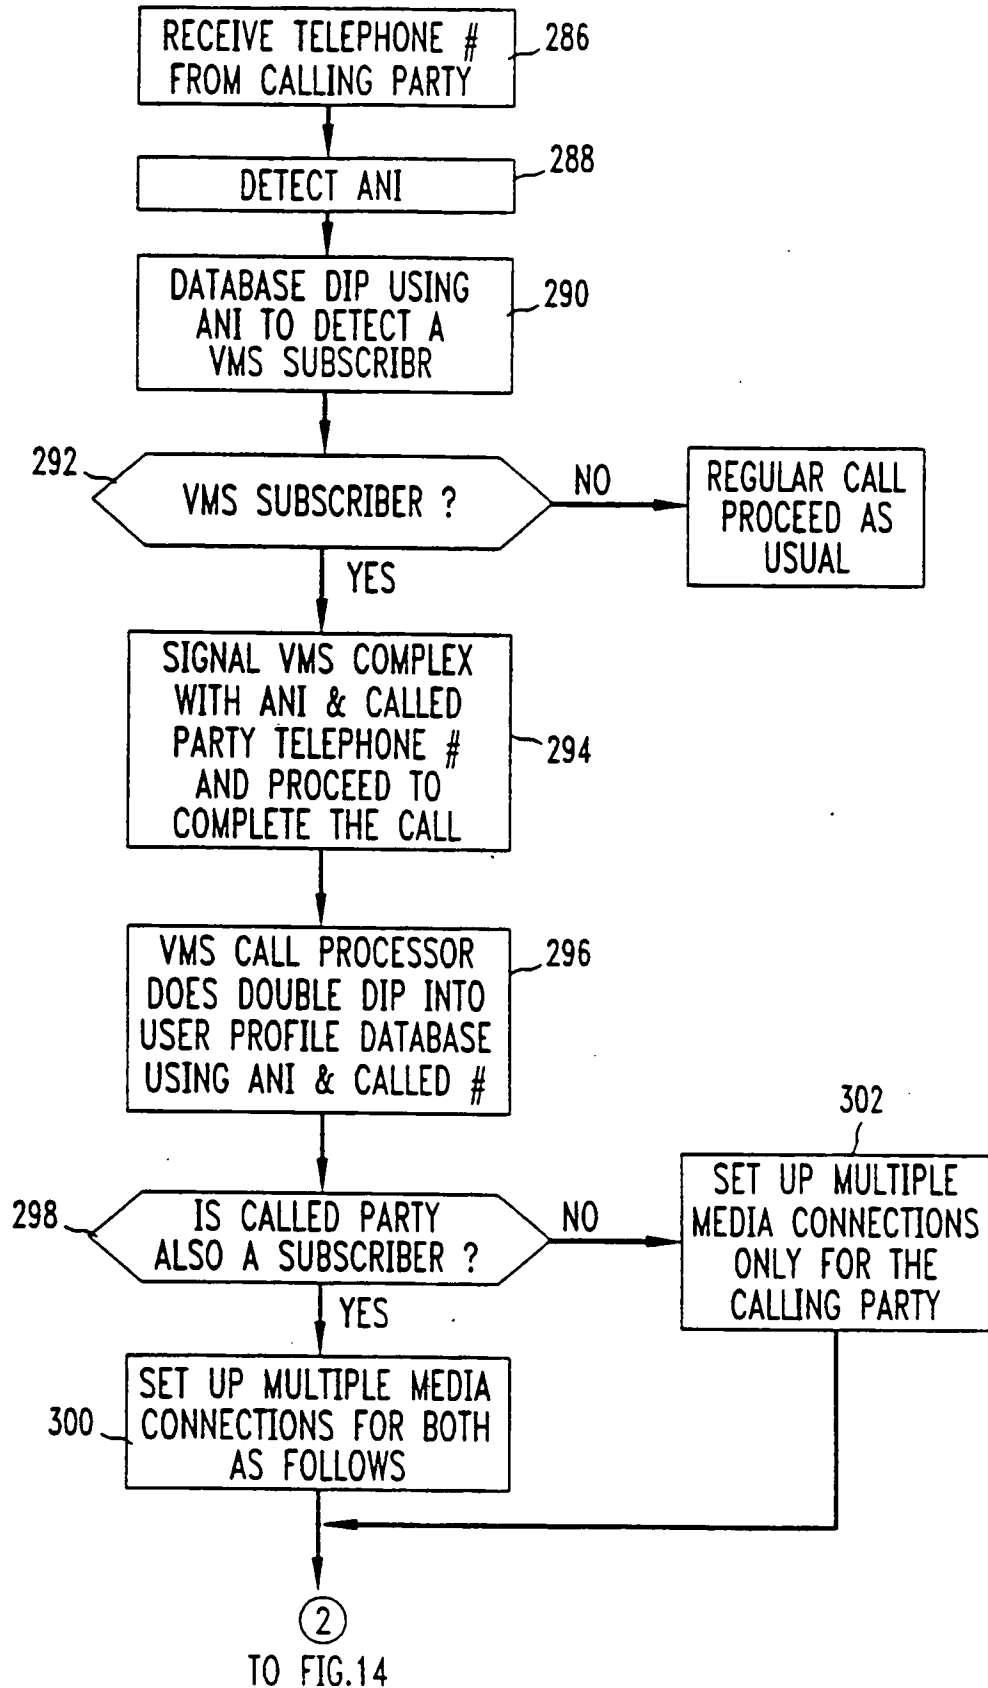 RECEIVE TELEPHONE #
FROM CALLING PARTY
286
DETECT ANI
288
DATABASE DIP USING
ANI TO DETECT A
VMS SUBSCRIBR
290
292
VMS SUBSCRIBER ?
NO
REGULAR CALL
PROCEED AS
USUAL
YES
SIGNAL VMS COMPLEX
WITH ANI & CALLED
PARTY TELEPHONE #
AND PROCEED TO
COMPLETE THE CALL
294
VMS CALL PROCESSOR
DOES DOUBLE DIP INTO
USER PROFILE DATABASE
USING ANI & CALLED #
296
298
IS CALLED PARTY
ALSO A SUBSCRIBER ?
NO
302
SET UP MULTIPLE
MEDIA CONNECTIONS
ONLY FOR THE
CALLING PARTY
YES
300
SET UP MULTIPLE MEDIA
CONNECTIONS FOR BOTH
AS FOLLOWS
2
TO FIG.14